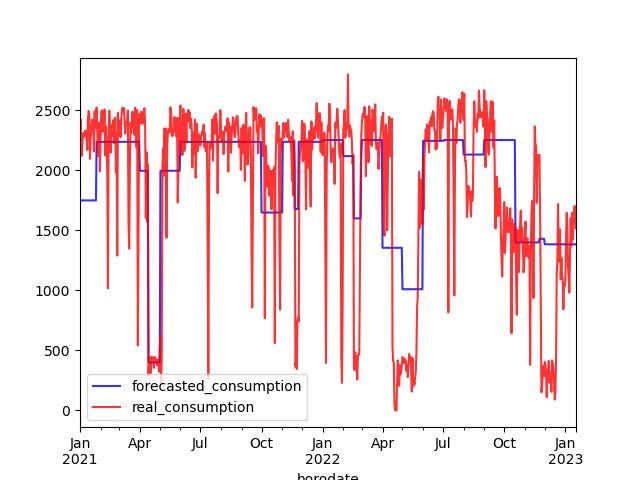 2500
2000
1500
1000
500
0
forecasted_consumption
real_consumption
Jan Apr Jul Oct Jan Apr Jul Oct Jan
2021 2022 2023
horodate